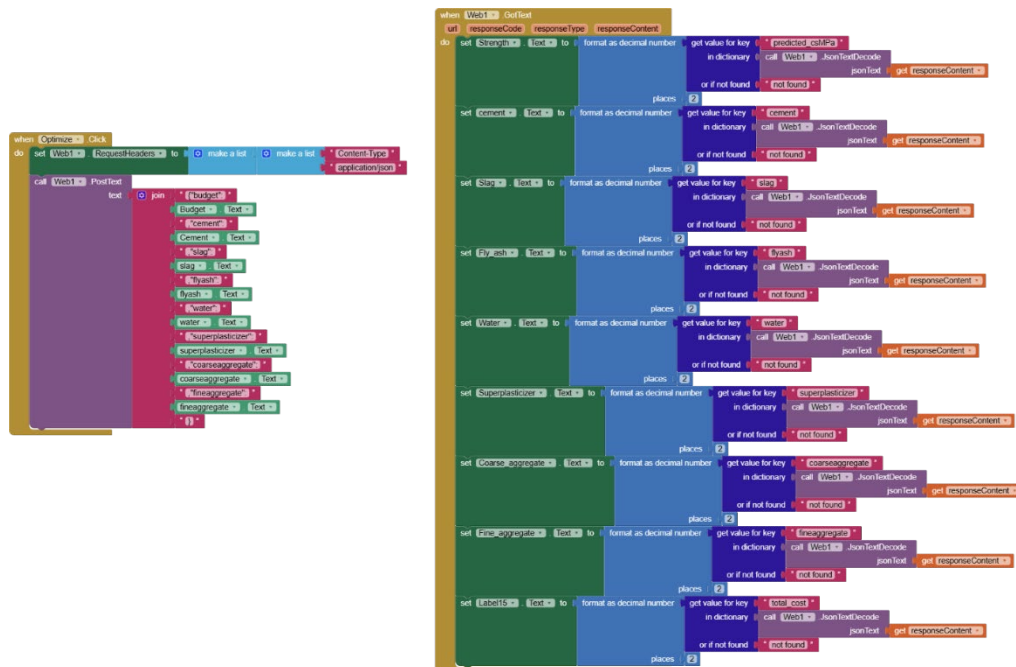 when Optimize .Click
do set Web1 . RequestHeaders to make a list make a list " Content-Type "
" application/json "
call Web1 .PostText
text join " {"budget": "
Budget . Text
" ,"cement": "
Cement . Text
" ,"slag": "
slag . Text
" ,"flyash": "
flyash . Text
" ,"water": "
water . Text
" ,"superplasticizer": "
superplasticizer . Text
" ,"coarseaggregate": "
coarseaggregate . Text
" ,"fineaggregate": "
fineaggregate . Text
when Web1 .GotText
url responseCode responseType responseContent
do set Strength . Text to format as decimal number get value for key " predicted_csMPa "
in dictionary call Web1 .JsonTextDecode
jsonText get responseContent
or if not found " not found "
places 2
set cement . Text to format as decimal number get value for key " cement "
in dictionary call Web1 .JsonTextDecode
jsonText get responseContent
or if not found " not found "
places 2
set Slag . Text to format as decimal number get value for key " slag "
in dictionary call Web1 .JsonTextDecode
jsonText get responseContent
or if not found " not found "
places 2
set Fly_ash . Text to format as decimal number get value for key " flyash "
in dictionary call Web1 .JsonTextDecode
jsonText get responseContent
or if not found " not found "
places 2
set Water . Text to format as decimal number get value for key " water "
in dictionary call Web1 .JsonTextDecode
jsonText get responseContent
or if not found " not found "
places 2
set Superplasticizer . Text to format as decimal number get value for key " superplasticizer "
in dictionary call Web1 .JsonTextDecode
jsonText get responseContent
or if not found " not found "
places 2
set Coarse_aggregate . Text to format as decimal number get value for key " coarseaggregate "
in dictionary call Web1 .JsonTextDecode
jsonText get responseContent
or if not found " not found "
places 2
set Fine_aggregate . Text to format as decimal number get value for key " fineaggregate "
in dictionary call Web1 .JsonTextDecode
jsonText get responseContent
or if not found " not found "
places 2
set Label15 . Text to format as decimal number get value for key " total_cost "
in dictionary call Web1 .JsonTextDecode
jsonText get responseContent
or if not found " not found "
places 2